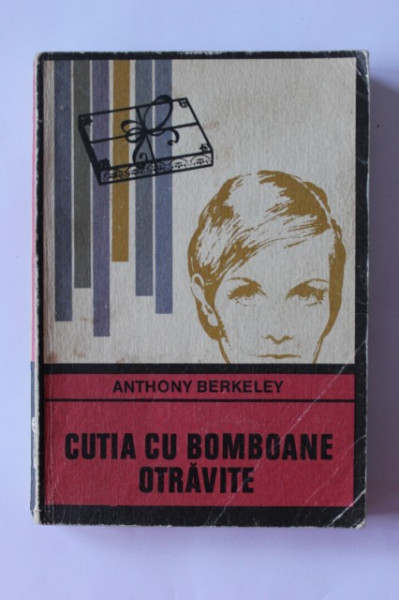 ANTHONY BERKELEY
CUTIA CU BOMBOANE
OTRĂVITE